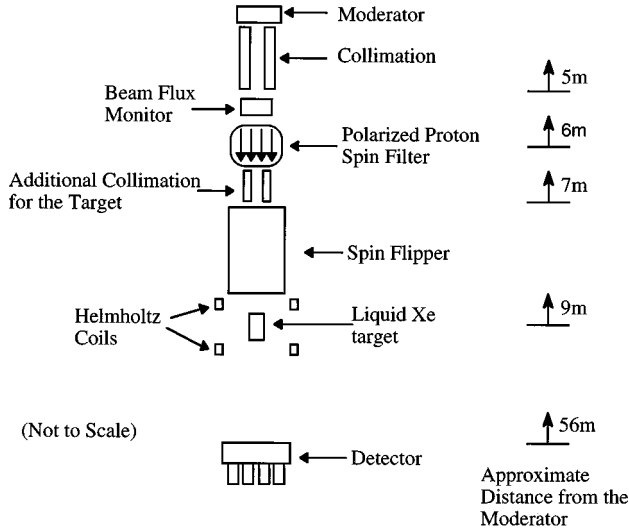 Moderator
Collimation
5m
Beam Flux
Monitor
6m
Polarized Proton
Spin Filter
7m
Additional Collimation
for the Target
Spin Flipper
9m
Helmholtz
Coils
Liquid Xe
target
56m
(Not to Scale)
Detector
Approximate
Distance from the
Moderator